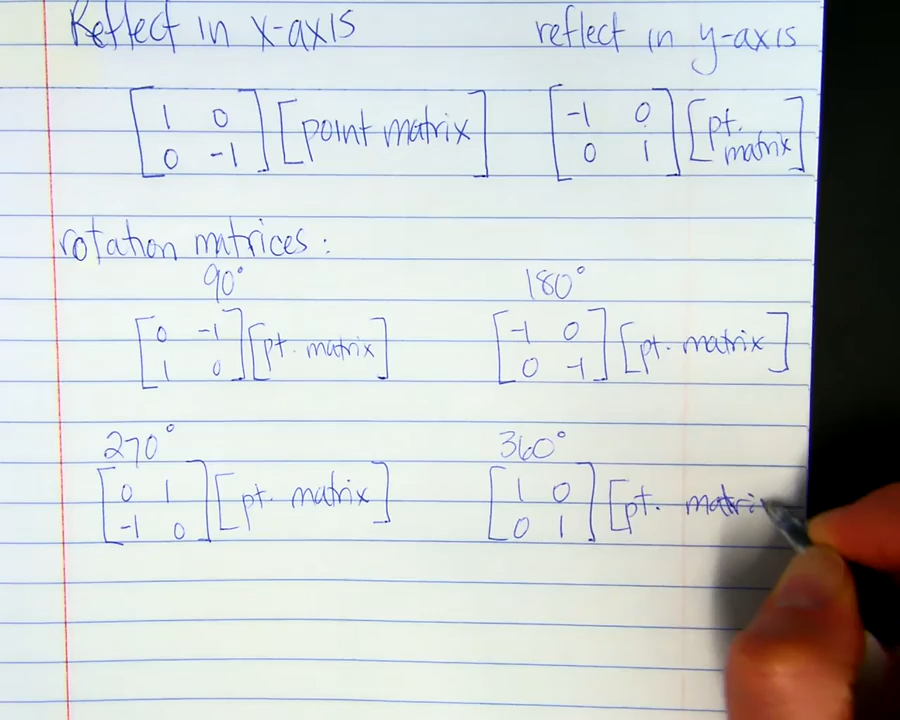 Reflect in x-axis
reflect in y-axis
[1 0
0 -1] [point matrix]
[-1 0
0 1] [pt.
matrix]
rotation matrices:
90°
180°
[0 -1
1 0] [pt. matrix]
[-1 0
0 -1] [pt. matrix]
270°
360°
[0 1
-1 0] [pt. matrix]
[1 0
0 1] [pt. matri